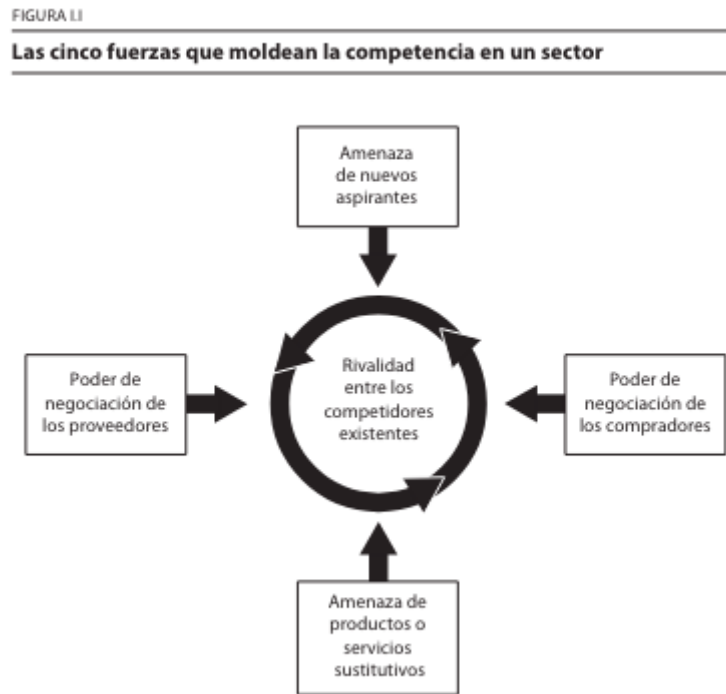 FIGURA I.I
Las cinco fuerzas que moldean la competencia en un sector
Amenaza
de nuevos
aspirantes
Poder de
negociación de
los proveedores
Rivalidad
entre los
competidores
existentes
Poder de
negociación de
los compradores
Amenaza de
productos o
servicios
sustitutivos